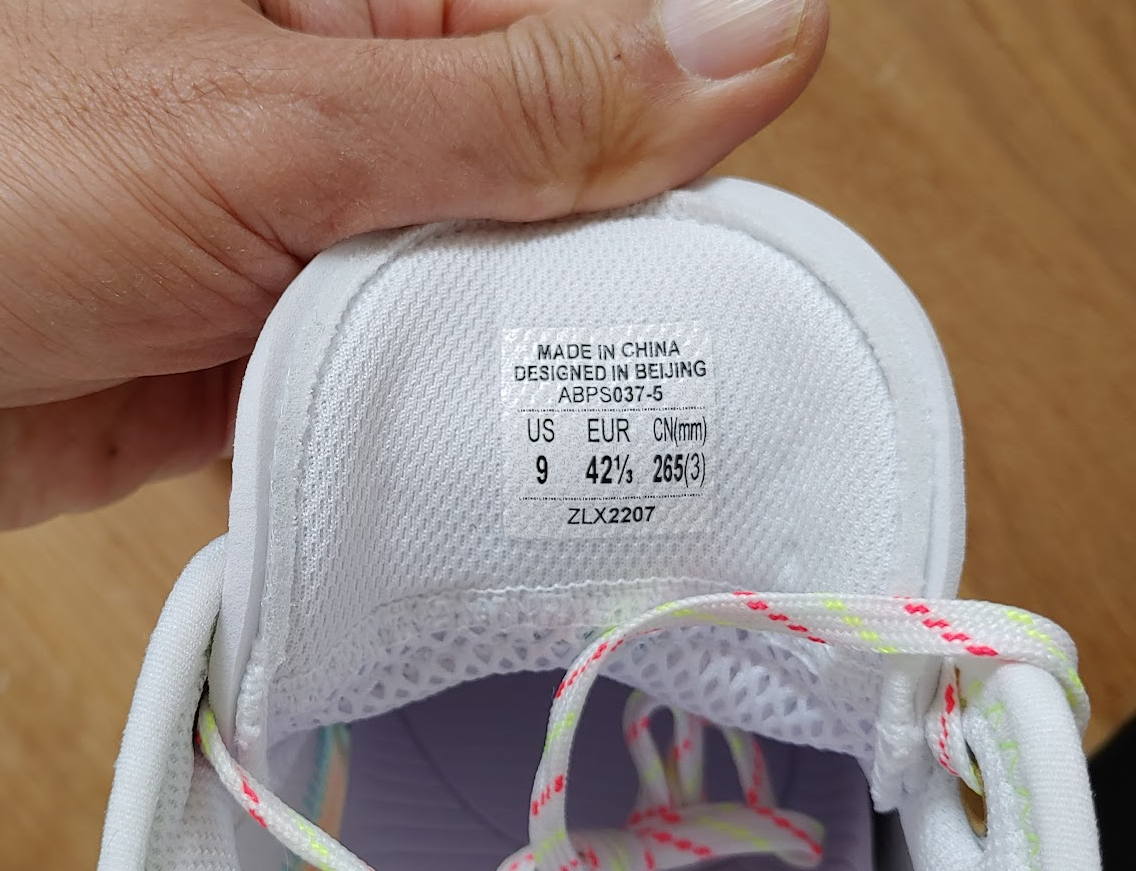 MADE IN CHINA
DESIGNED IN BEIJING
ABPS037-5
US EUR CN(mm)
9 42⅓ 265(3)
ZLX2207